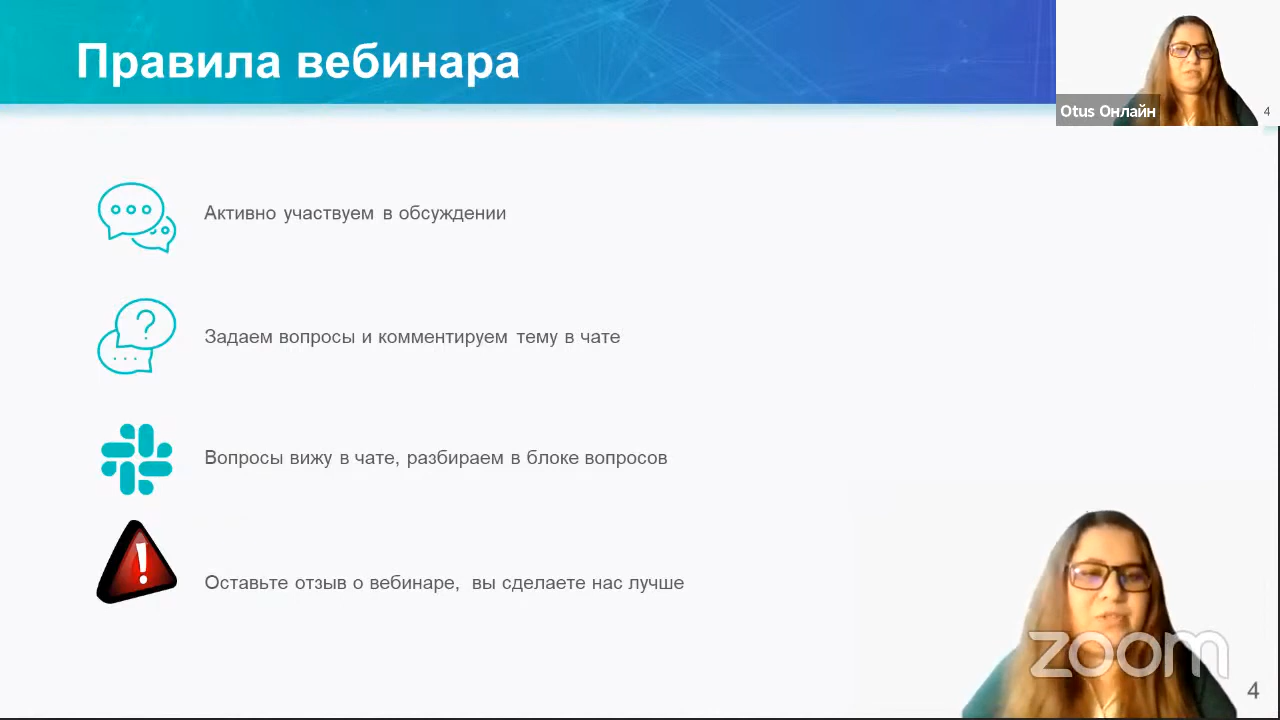 Правила вебинара
Otus Онлайн
4
Активно участвуем в обсуждении
Задаем вопросы и комментируем тему в чате
Вопросы вижу в чате, разбираем в блоке вопросов
Оставьте отзыв о вебинаре, вы сделаете нас лучше
zoom
4